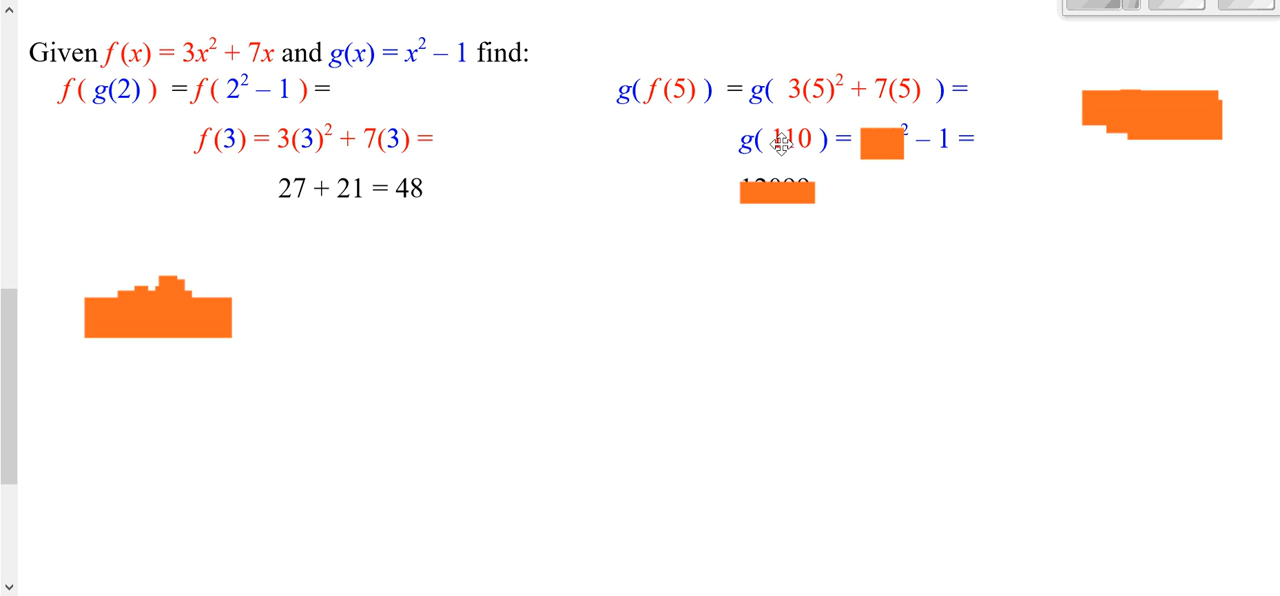 Given f(x) = 3x² + 7x and g(x) = x² – 1 find:
f( g(2) ) = f( 2² – 1 ) =
f(3) = 3(3)² + 7(3) =
27 + 21 = 48
g( f(5) ) = g( 3(5)² + 7(5) ) =
g( 110 ) = ² – 1 =